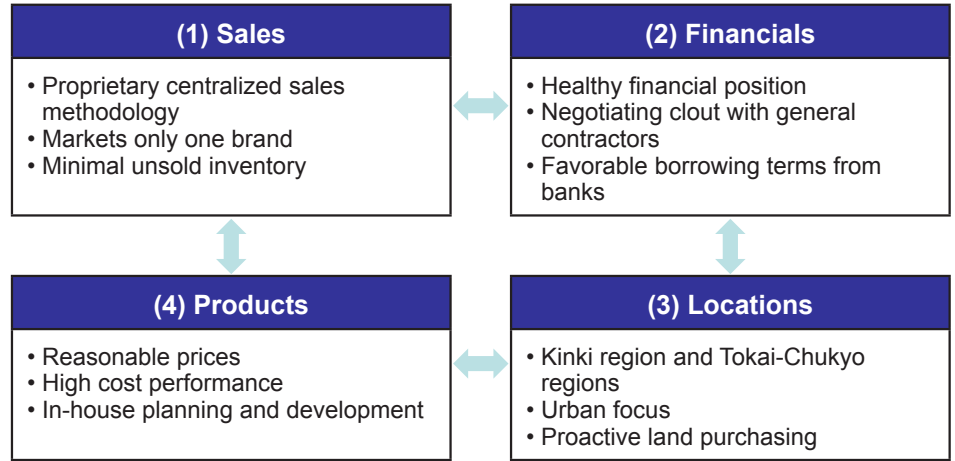 (1) Sales
• Proprietary centralized sales
methodology
• Markets only one brand
• Minimal unsold inventory
(2) Financials
• Healthy financial position
• Negotiating clout with general
contractors
• Favorable borrowing terms from
banks
(4) Products
• Reasonable prices
• High cost performance
• In-house planning and development
(3) Locations
• Kinki region and Tokai-Chukyo
regions
• Urban focus
• Proactive land purchasing